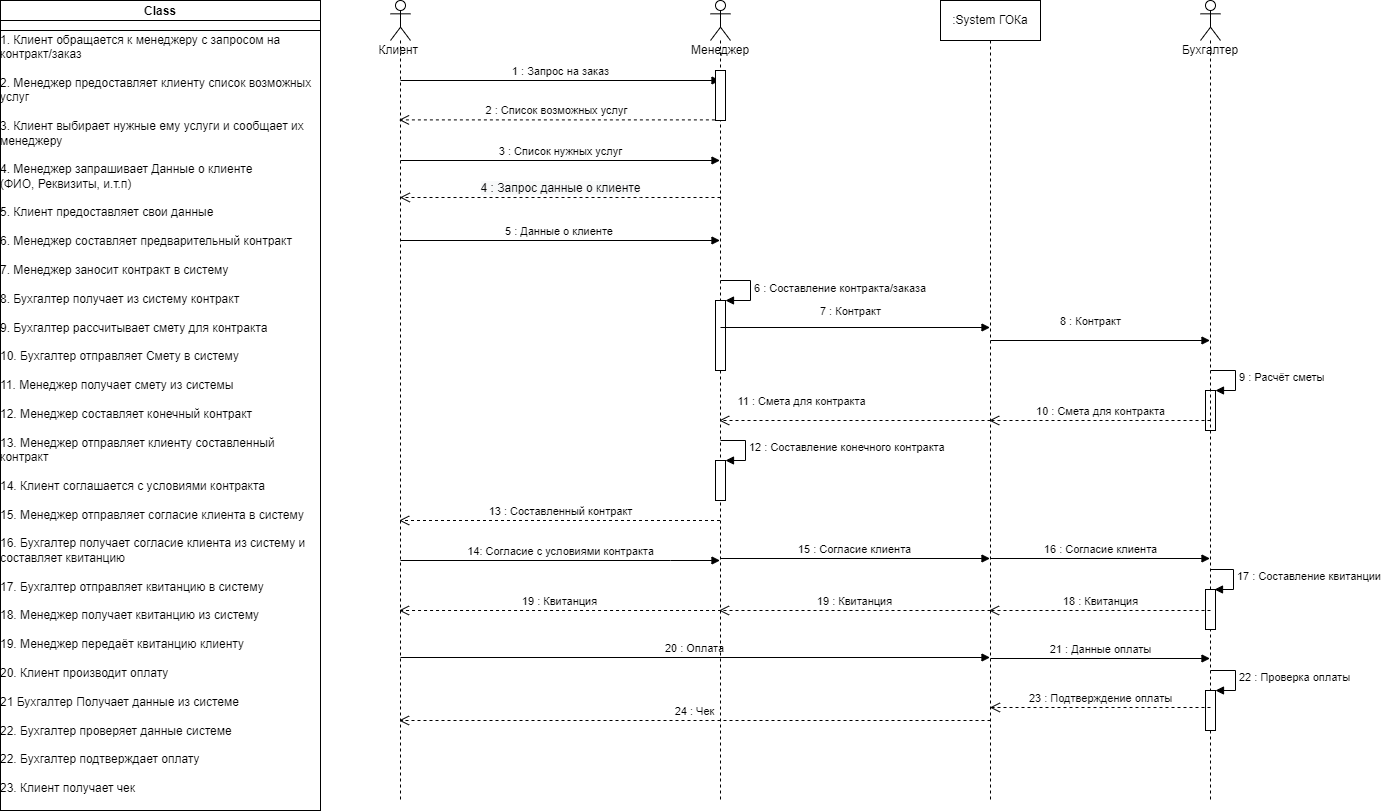 Class
1. Клиент обращается к менеджеру с запросом на
контракт/заказ
2. Менеджер предоставляет клиенту список возможных
услуг
3. Клиент выбирает нужные ему услуги и сообщает их
менеджеру
4. Менеджер запрашивает Данные о клиенте
(ФИО, Реквизиты, и.т.п)
5. Клиент предоставляет свои данные
6. Менеджер составляет предварительный контракт
7. Менеджер заносит контракт в систему
8. Бухгалтер получает из систему контракт
9. Бухгалтер рассчитывает смету для контракта
10. Бухгалтер отправляет Смету в систему
11. Менеджер получает смету из системы
12. Менеджер составляет конечный контракт
13. Менеджер отправляет клиенту составленный
контракт
14. Клиент соглашается с условиями контракта
15. Менеджер отправляет согласие клиента в систему
16. Бухгалтер получает согласие клиента из систему и
составляет квитанцию
17. Бухгалтер отправляет квитанцию в систему
18. Менеджер получает квитанцию из систему
19. Менеджер передаёт квитанцию клиенту
20. Клиент производит оплату
21 Бухгалтер Получает данные из системе
22. Бухгалтер проверяет данные системе
22. Бухгалтер подтверждает оплату
23. Клиент получает чек
Клиент
Менеджер
:System ГОКа
Бухгалтер
1 : Запрос на заказ
2 : Список возможных услуг
3 : Список нужных услуг
4 : Запрос данные о клиенте
5 : Данные о клиенте
6 : Составление контракта/заказа
7 : Контракт
8 : Контракт
9 : Расчёт сметы
11 : Смета для контракта
10 : Смета для контракта
12 : Составление конечного контракта
13 : Составленный контракт
14: Согласие с условиями контракта
15 : Согласие клиента
16 : Согласие клиента
17 : Составление квитанции
19 : Квитанция
19 : Квитанция
18 : Квитанция
20 : Оплата
21 : Данные оплаты
22 : Проверка оплаты
23 : Подтверждение оплаты
24 : Чек